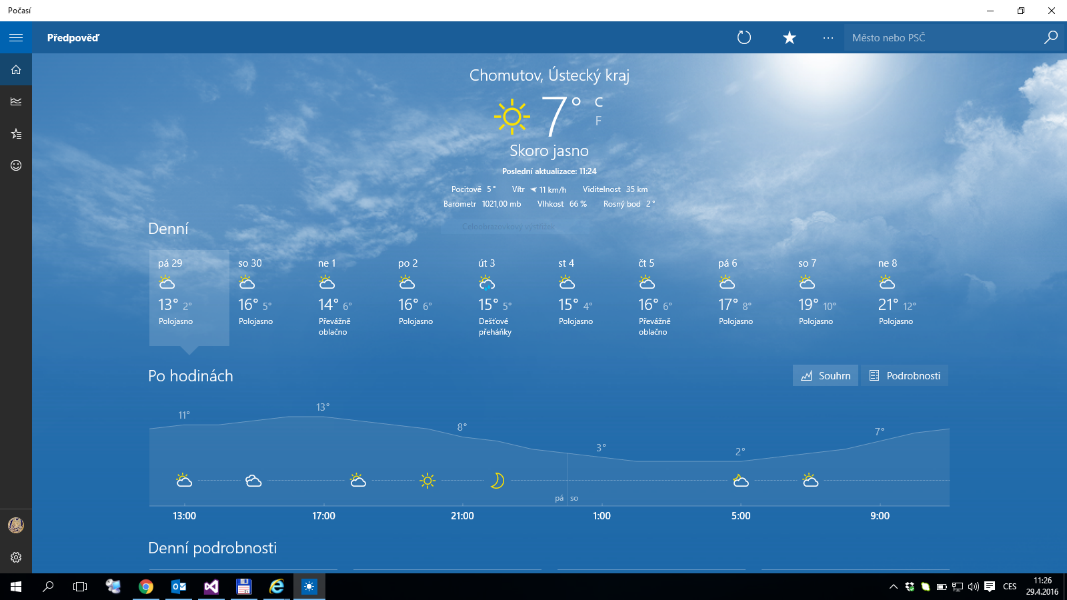 Počasí
Předpověď
Město nebo PSČ
Chomutov, Ústecký kraj
7° C
F
Skoro jasno
Poslední aktualizace: 11:24
Pocitově 5 ° Vítr 11 km/h Viditelnost 35 km
Barometr 1021,00 mb Vlhkost 66 % Rosný bod 2 °
Denní
pá 29 so 30 ne 1 po 2 út 3 st 4 čt 5 pá 6 so 7 ne 8
13° 2° 16° 5° 14° 6° 16° 6° 15° 5° 15° 4° 16° 6° 17° 8° 19° 10° 21° 12°
Polojasno Polojasno Převážně oblačno Polojasno Dešťové přeháňky Polojasno Převážně oblačno Polojasno Polojasno Polojasno
Po hodinách
Souhrn Podrobnosti
11° 13° 8° 3° 2° 7°
pá so
13:00 17:00 21:00 1:00 5:00 9:00
Denní podrobnosti
CES
11:26
29.4.2016